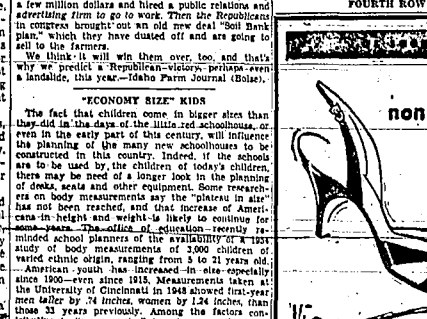 a few million dollars and hired a public relations and
advertising firm to go to work. Then the Republicans
in congress brought out an old new deal "Soil Bank
plan," which they have dusted off and are going to
sell to the farmers.
We think it will win them over, too, and that's
why we predict a Republican victory, perhaps even
a landslide, this year.—Idaho Farm Journal (Boise).
"ECONOMY SIZE" KIDS
The fact that children come in bigger sizes than
they did in the days of the little red schoolhouse, or
even in the early part of this century, will influence
the planning of the many new schoolhouses to be
constructed in this country. Indeed, if the schools
are to be used by the children of today's children,
there may be need of a longer look in the planning
of desks, seats and other equipment. Some research-
ers on body measurements say the "plateau in size"
has not been reached, and that increase of Ameri-
cans in height and weight is likely to continue for
some years. The office of education recently re-
minded school planners of the availability of a 1954
study of body measurements of 3,000 children of
varied ethnic origin, ranging from 5 to 21 years old.
American youth has increased in size especially
since 1900—even since 1915. Measurements taken at
the University of Cincinnati in 1948 showed first-year
men taller by .74 inches, women by 1.24 inches, than
those 33 years previously. Among the factors con-
FOURTH ROW
non